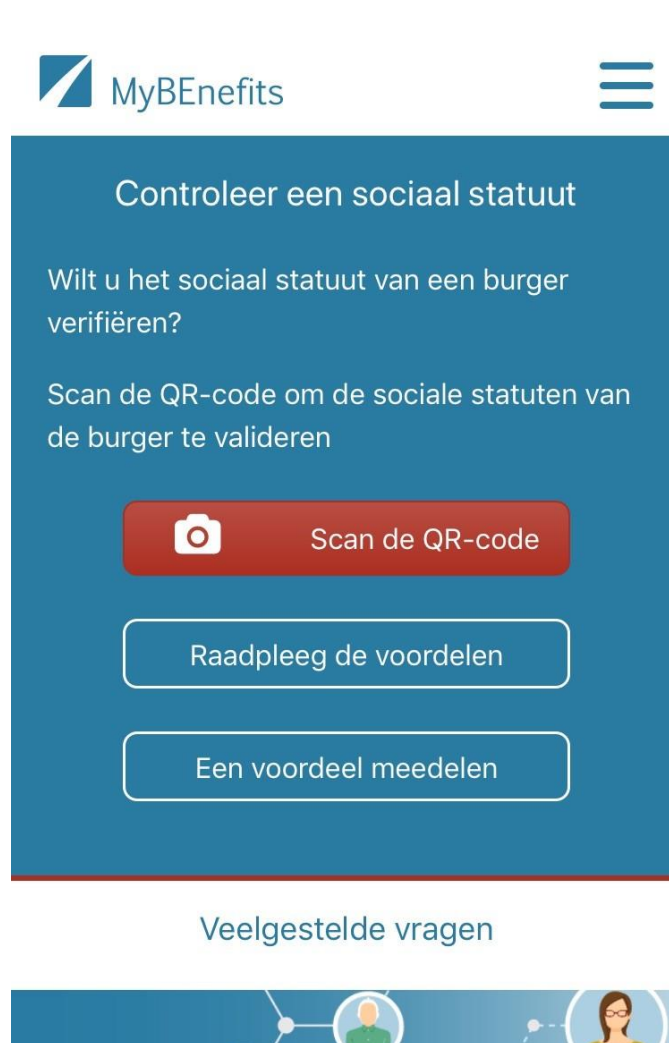 MyBEnefits
Controleer een sociaal statuut
Wilt u het sociaal statuut van een burger
verifiëren?
Scan de QR-code om de sociale statuten van
de burger te valideren
Scan de QR-code
Raadpleeg de voordelen
Een voordeel meedelen
Veelgestelde vragen